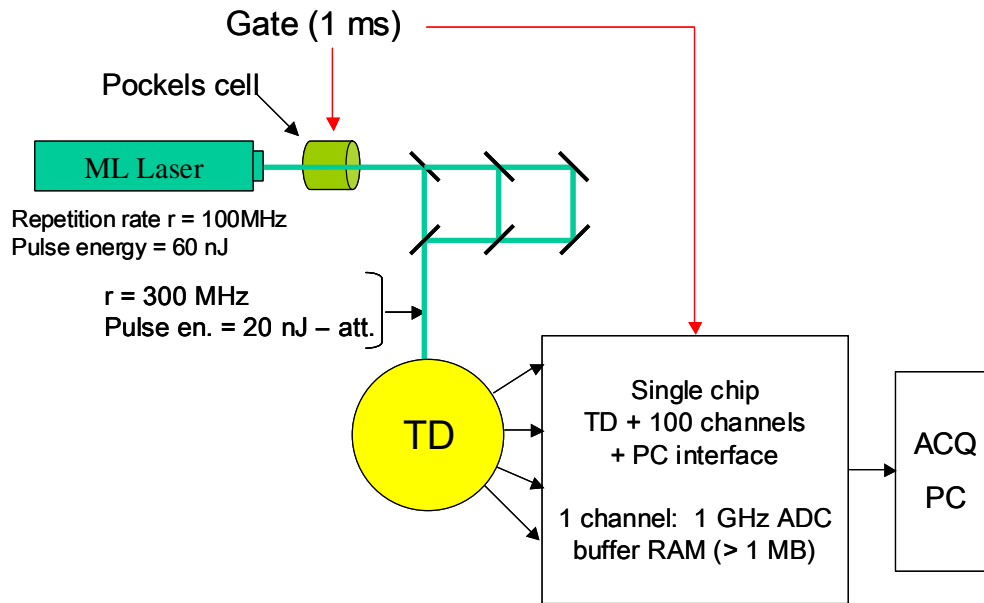 Gate (1 ms)
Pockels cell
ML Laser
Repetition rate r = 100MHz
Pulse energy = 60 nJ
r = 300 MHz
Pulse en. = 20 nJ – att.
TD
Single chip
TD + 100 channels
+ PC interface
1 channel: 1 GHz ADC
buffer RAM (> 1 MB)
ACQ
PC